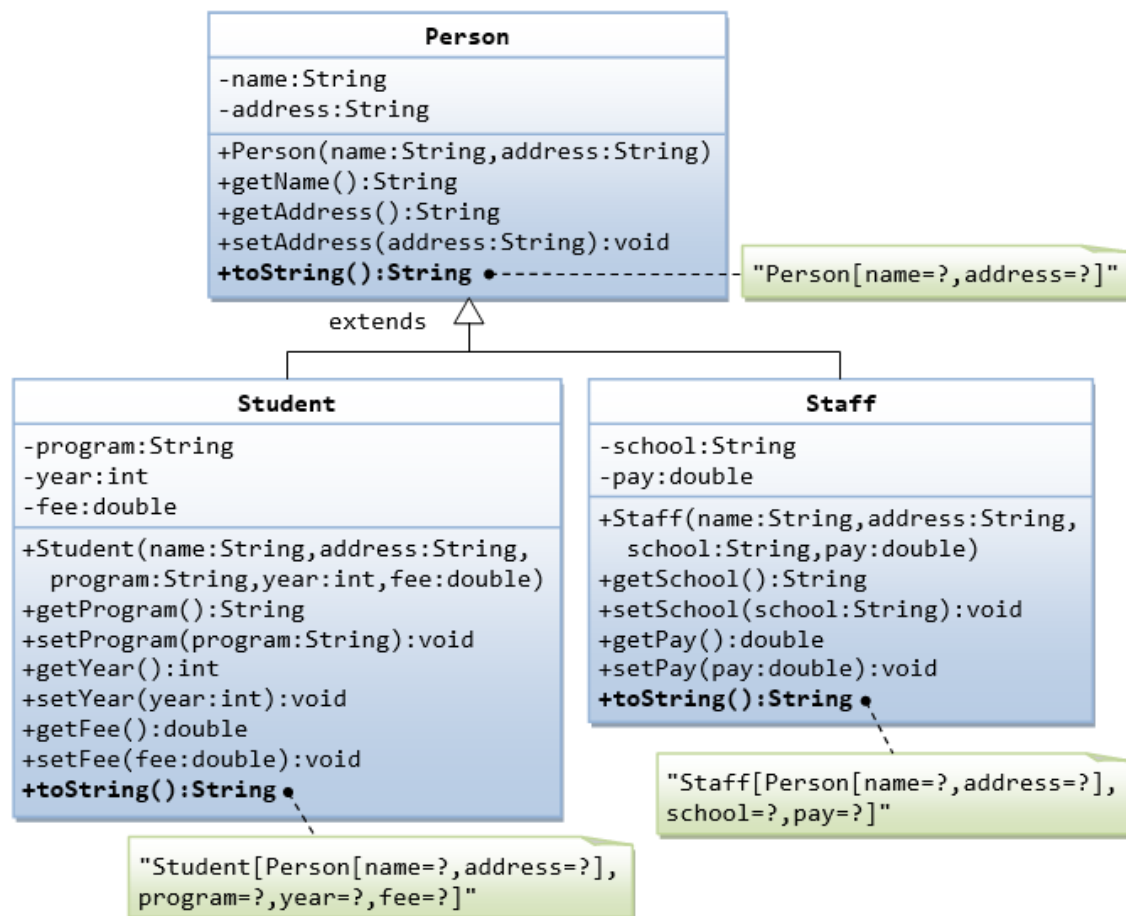 Person
-name:String
-address:String
+Person(name:String,address:String)
+getName():String
+getAddress():String
+setAddress(address:String):void
+toString():String
"Person[name=?,address=?]"
extends
Student
-program:String
-year:int
-fee:double
+Student(name:String,address:String,
program:String,year:int,fee:double)
+getProgram():String
+setProgram(program:String):void
+getYear():int
+setYear(year:int):void
+getFee():double
+setFee(fee:double):void
+toString():String
"Student[Person[name=?,address=?],
program=?,year=?,fee=?]"
Staff
-school:String
-pay:double
+Staff(name:String,address:String,
school:String,pay:double)
+getSchool():String
+setSchool(school:String):void
+getPay():double
+setPay(pay:double):void
+toString():String
"Staff[Person[name=?,address=?],
school=?,pay=?]"